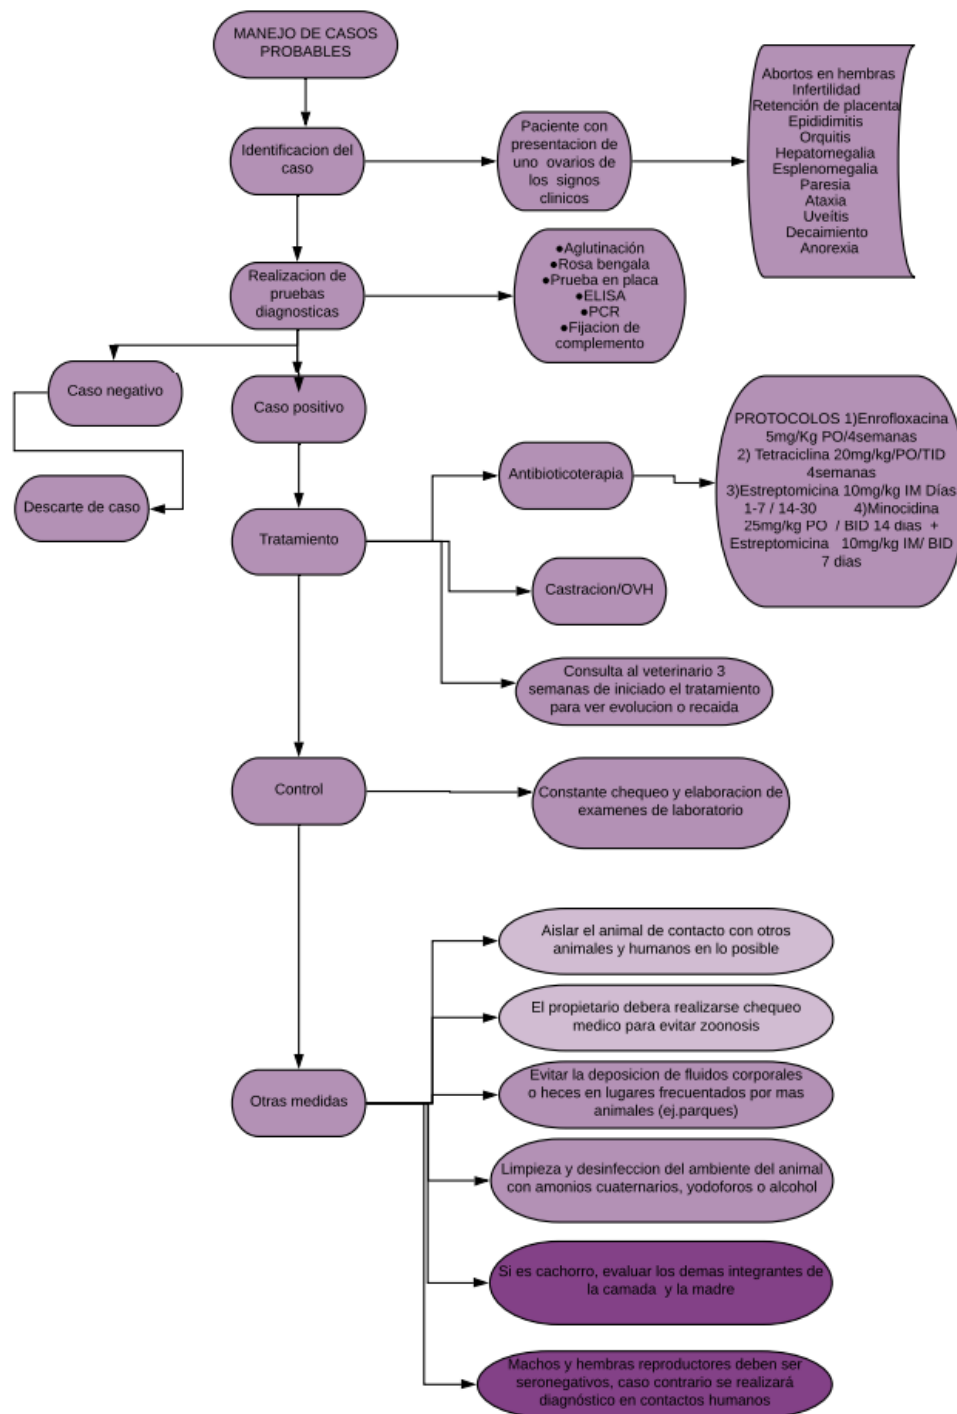 MANEJO DE CASOS
PROBABLES
Identificacion del
caso
Paciente con
presentacion de
uno ovarios de
los signos
clinicos
Abortos en hembras
Infertilidad
Retención de placenta
Epididimitis
Orquitis
Hepatomegalia
Esplenomegalia
Paresia
Ataxia
Uveítis
Decaimiento
Anorexia
Realizacion de
pruebas
diagnosticas
●Aglutinación
●Rosa bengala
●Prueba en placa
●ELISA
●PCR
●Fijacion de
complemento
Caso negativo
Descarte de caso
Caso positivo
Tratamiento
Antibioticoterapia
PROTOCOLOS 1)Enrofloxacina
5mg/Kg PO/4semanas
2) Tetraciclina 20mg/kg/PO/TID
4semanas
3)Estreptomicina 10mg/kg IM Días
1-7 / 14-30 4)Minocidina
25mg/kg PO / BID 14 dias +
Estreptomicina 10mg/kg IM/ BID
7 dias
Castracion/OVH
Consulta al veterinario 3
semanas de iniciado el tratamiento
para ver evolucion o recaida
Control
Constante chequeo y elaboracion de
examenes de laboratorio
Otras medidas
Aislar el animal de contacto con otros
animales y humanos en lo posible
El propietario debera realizarse chequeo
medico para evitar zoonosis
Evitar la deposicion de fluidos corporales
o heces en lugares frecuentados por mas
animales (ej.parques)
Limpieza y desinfeccion del ambiente del animal
con amonios cuaternarios, yodoforos o alcohol
Si es cachorro, evaluar los demas integrantes de
la camada y la madre
Machos y hembras reproductores deben ser
seronegativos, caso contrario se realizará
diagnóstico en contactos humanos